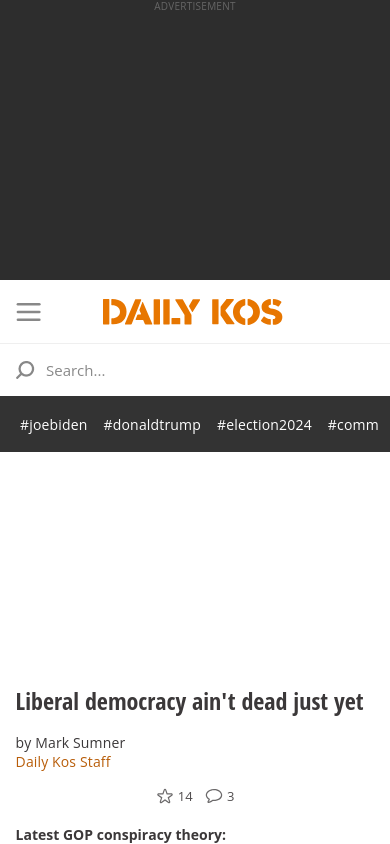 ADVERTISEMENT
DAILY KOS
Search...
#joebiden #donaldtrump #election2024 #comm
Liberal democracy ain't dead just yet
by Mark Sumner
Daily Kos Staff
14 3
Latest GOP conspiracy theory: